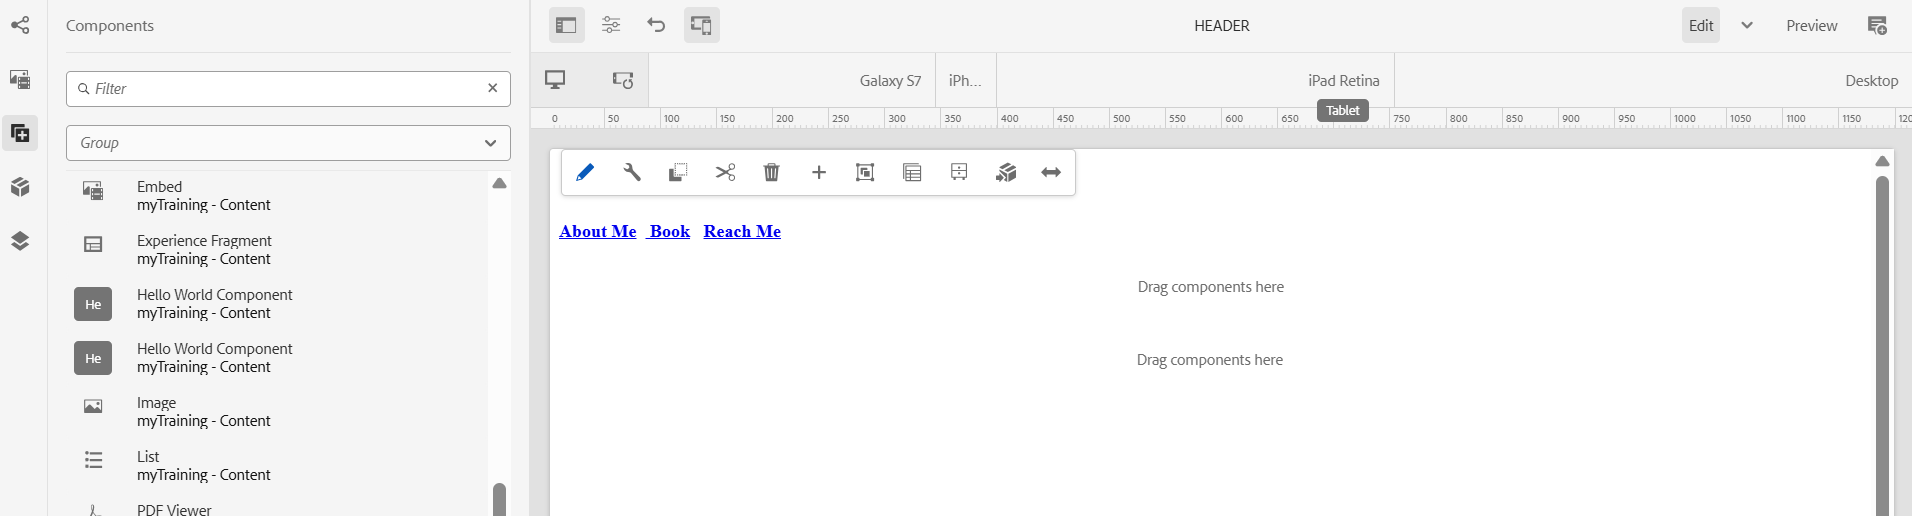 Components
Filter
Group
Embed
myTraining - Content
Experience Fragment
myTraining - Content
He
Hello World Component
myTraining - Content
He
Hello World Component
myTraining - Content
Image
myTraining - Content
List
myTraining - Content
PDF Viewer
HEADER
Edit
Preview
Galaxy S7
iPh...
iPad Retina
Desktop
Tablet
0 50 100 150 200 250 300 350 400 450 500 550 600 650 750 800 850 900 950 1000 1050 1100 1150 120
About Me Book Reach Me
Drag components here
Drag components here